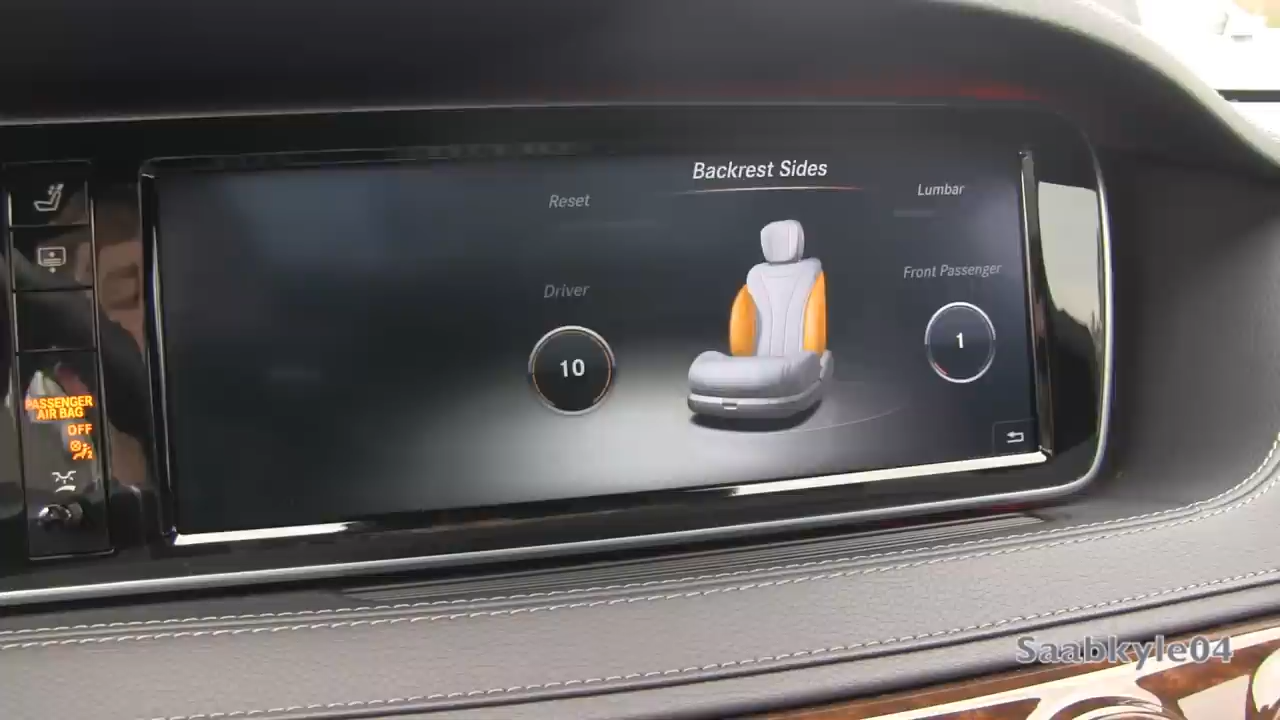 Backrest Sides
Reset
Lumbar
Driver
Front Passenger
10
1
PASSENGER
AIR BAG
OFF
Saabkyle04